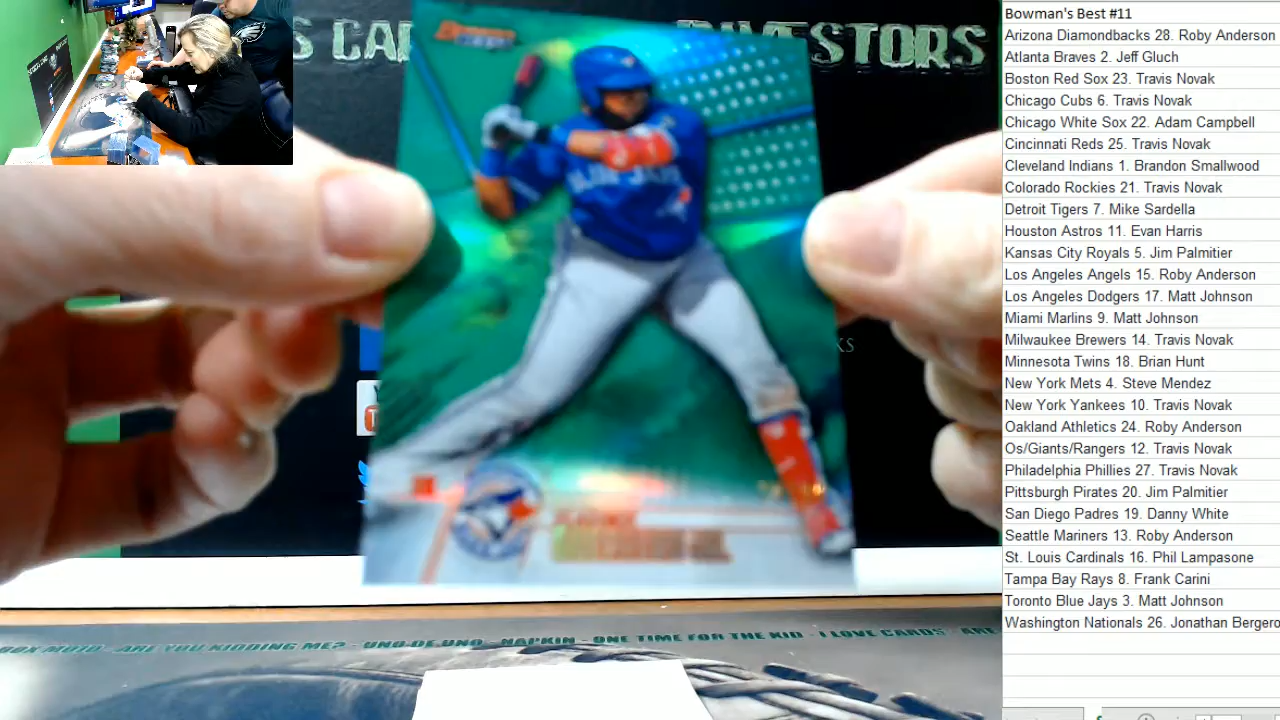 S CA
VESTORS
Bowman's
BLUE JAYS
KS
BOX MOJO - ARE YOU KIDDING ME? - UNO DE UNO - NAPKIN - ONE TIME FOR THE KID - I LOVE CARDS - ARE
Bowman's Best #11
Arizona Diamondbacks 28. Roby Anderson
Atlanta Braves 2. Jeff Gluch
Boston Red Sox 23. Travis Novak
Chicago Cubs 6. Travis Novak
Chicago White Sox 22. Adam Campbell
Cincinnati Reds 25. Travis Novak
Cleveland Indians 1. Brandon Smallwood
Colorado Rockies 21. Travis Novak
Detroit Tigers 7. Mike Sardella
Houston Astros 11. Evan Harris
Kansas City Royals 5. Jim Palmitier
Los Angeles Angels 15. Roby Anderson
Los Angeles Dodgers 17. Matt Johnson
Miami Marlins 9. Matt Johnson
Milwaukee Brewers 14. Travis Novak
Minnesota Twins 18. Brian Hunt
New York Mets 4. Steve Mendez
New York Yankees 10. Travis Novak
Oakland Athletics 24. Roby Anderson
Os/Giants/Rangers 12. Travis Novak
Philadelphia Phillies 27. Travis Novak
Pittsburgh Pirates 20. Jim Palmitier
San Diego Padres 19. Danny White
Seattle Mariners 13. Roby Anderson
St. Louis Cardinals 16. Phil Lampasone
Tampa Bay Rays 8. Frank Carini
Toronto Blue Jays 3. Matt Johnson
Washington Nationals 26. Jonathan Bergero